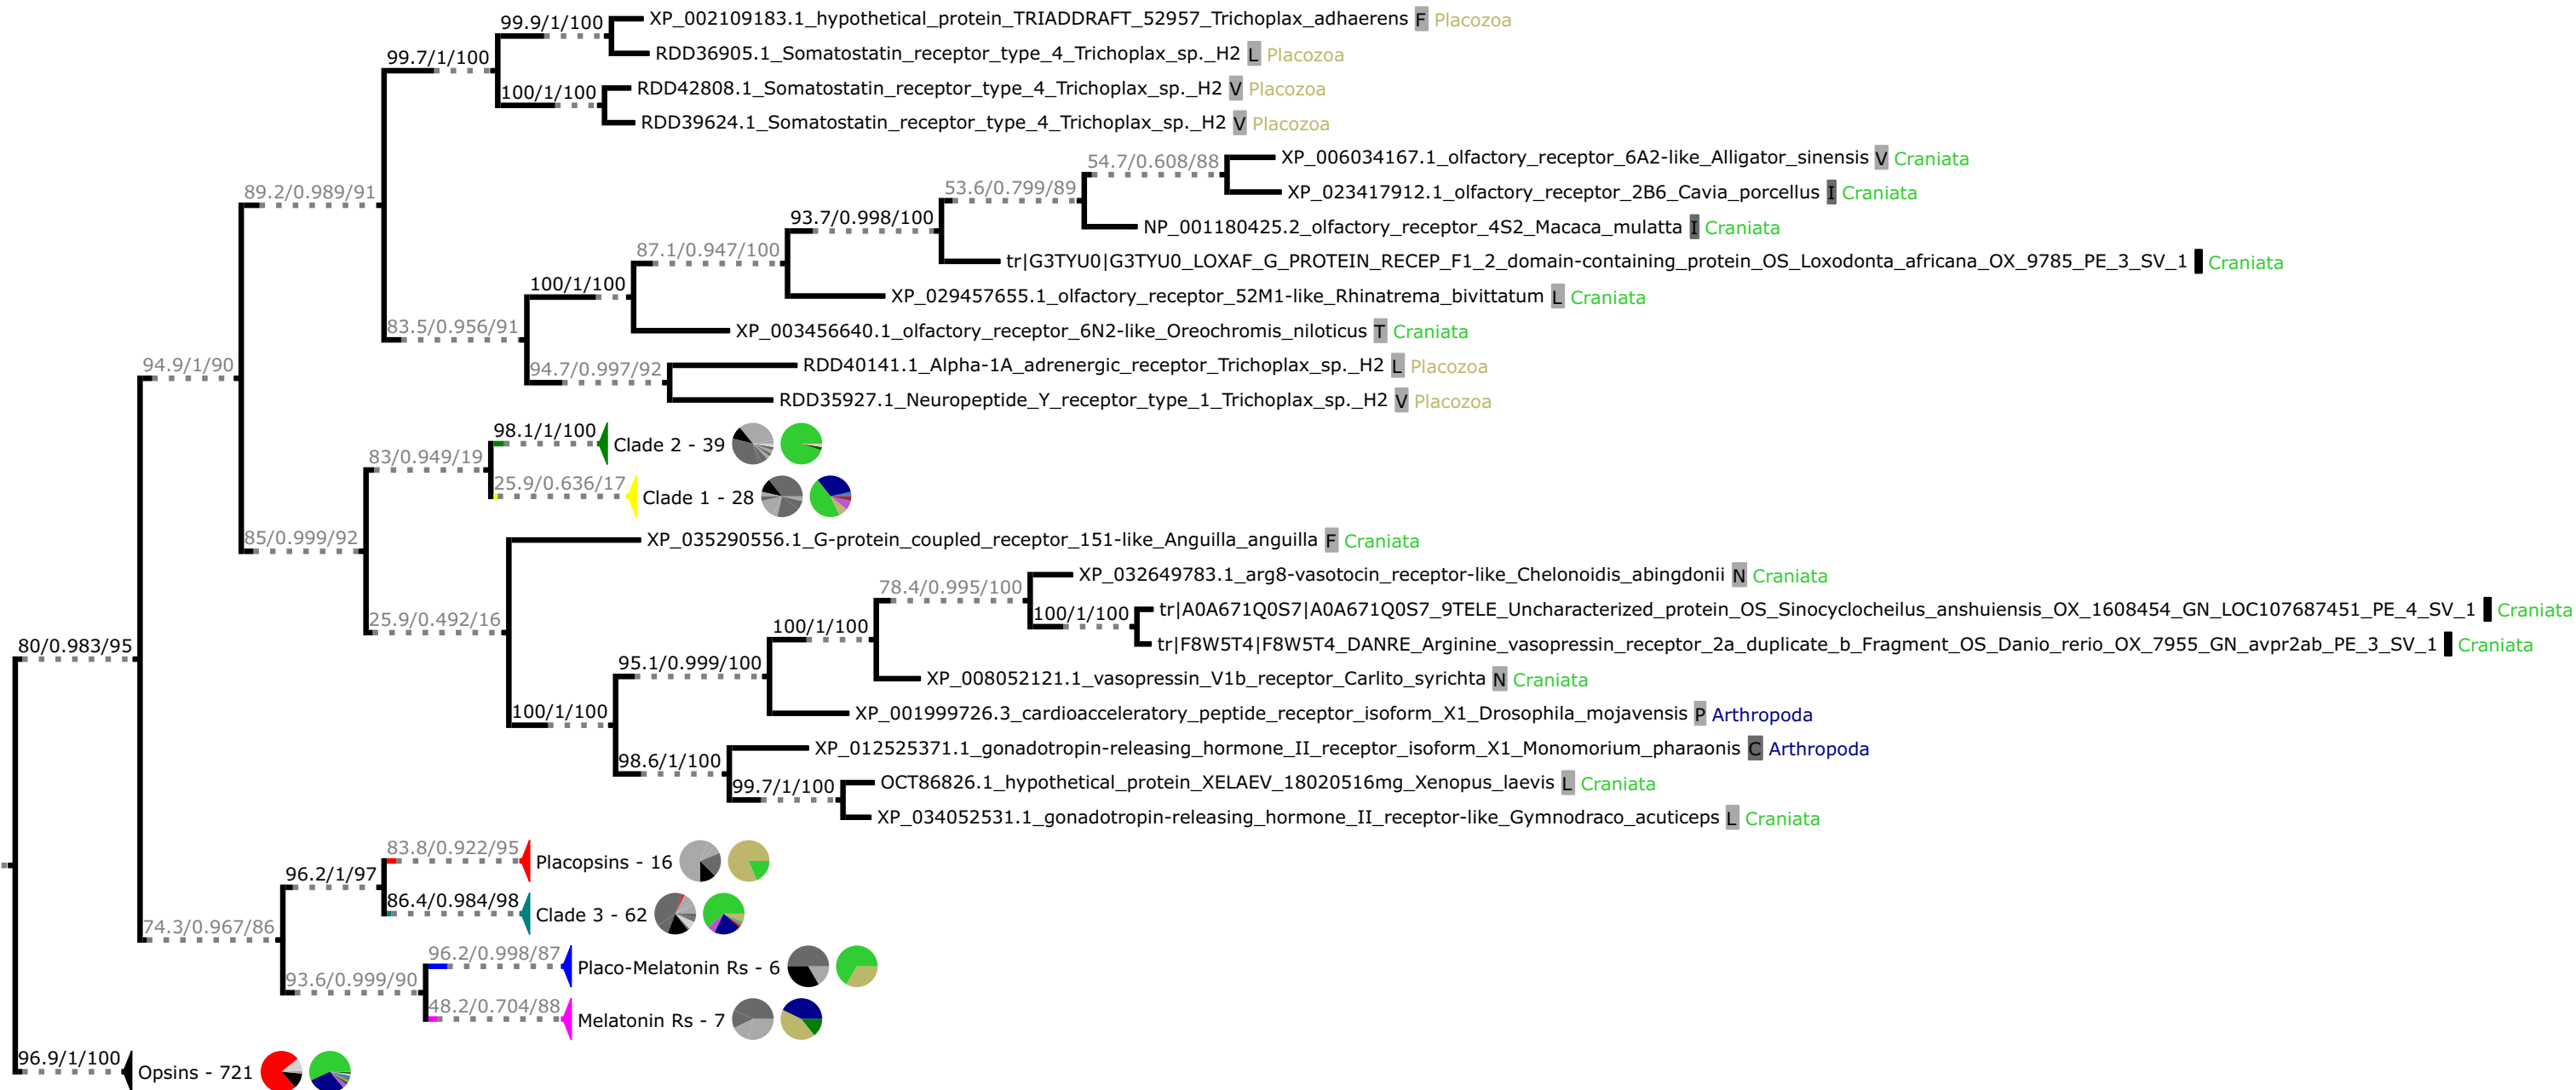 99.9/1/100
XP_002109183.1_hypothetical_protein_TRIADDRAFT_52957_Trichoplax_adhaerens F Placozoa
99.7/1/100
RDD36905.1_Somatostatin_receptor_type_4_Trichoplax_sp._H2 L Placozoa
100/1/100
RDD42808.1_Somatostatin_receptor_type_4_Trichoplax_sp._H2 V Placozoa
RDD39624.1_Somatostatin_receptor_type_4_Trichoplax_sp._H2 V Placozoa
54.7/0.608/88
XP_006034167.1_olfactory_receptor_6A2-like_Alligator_sinensis V Craniata
89.2/0.989/91
53.6/0.799/89
XP_023417912.1_olfactory_receptor_2B6_Cavia_porcellus I Craniata
93.7/0.998/100
NP_001180425.2_olfactory_receptor_4S2_Macaca_mulatta I Craniata
87.1/0.947/100
tr|G3TYU0|G3TYU0_LOXAF_G_PROTEIN_RECEP_F1_2_domain-containing_protein_OS_Loxodonta_africana_OX_9785_PE_3_SV_1 Craniata
100/1/100
XP_029457655.1_olfactory_receptor_52M1-like_Rhinatrema_bivittatum L Craniata
83.5/0.956/91
XP_003456640.1_olfactory_receptor_6N2-like_Oreochromis_niloticus T Craniata
94.9/1/90
94.7/0.997/92
RDD40141.1_Alpha-1A_adrenergic_receptor_Trichoplax_sp._H2 L Placozoa
RDD35927.1_Neuropeptide_Y_receptor_type_1_Trichoplax_sp._H2 V Placozoa
98.1/1/100
Clade 2 - 39
83/0.949/19
25.9/0.636/17
Clade 1 - 28
85/0.999/92
XP_035290556.1_G-protein_coupled_receptor_151-like_Anguilla_anguilla F Craniata
78.4/0.995/100
XP_032649783.1_arg8-vasotocin_receptor-like_Chelonoidis_abingdonii N Craniata
25.9/0.492/16
100/1/100
tr|A0A671Q0S7|A0A671Q0S7_9TELE_Uncharacterized_protein_OS_Sinocyclocheilus_anshuiensis_OX_1608454_GN_LOC107687451_PE_4_SV_1 Craniata
100/1/100
tr|F8W5T4|F8W5T4_DANRE_Arginine_vasopressin_receptor_2a_duplicate_b_Fragment_OS_Danio_rerio_OX_7955_GN_avpr2ab_PE_3_SV_1 Craniata
80/0.983/95
95.1/0.999/100
XP_008052121.1_vasopressin_V1b_receptor_Carlito_syrichta N Craniata
100/1/100
XP_001999726.3_cardioacceleratory_peptide_receptor_isoform_X1_Drosophila_mojavensis P Arthropoda
98.6/1/100
XP_012525371.1_gonadotropin-releasing_hormone_II_receptor_isoform_X1_Monomorium_pharaonis C Arthropoda
99.7/1/100
OCT86826.1_hypothetical_protein_XELAEV_18020516mg_Xenopus_laevis L Craniata
XP_034052531.1_gonadotropin-releasing_hormone_II_receptor-like_Gymnodraco_acuticeps L Craniata
83.8/0.922/95
Placopsins - 16
96.2/1/97
86.4/0.984/98
Clade 3 - 62
74.3/0.967/86
96.2/0.998/87
Placo-Melatonin Rs - 6
93.6/0.999/90
48.2/0.704/88
Melatonin Rs - 7
96.9/1/100
Opsins - 721